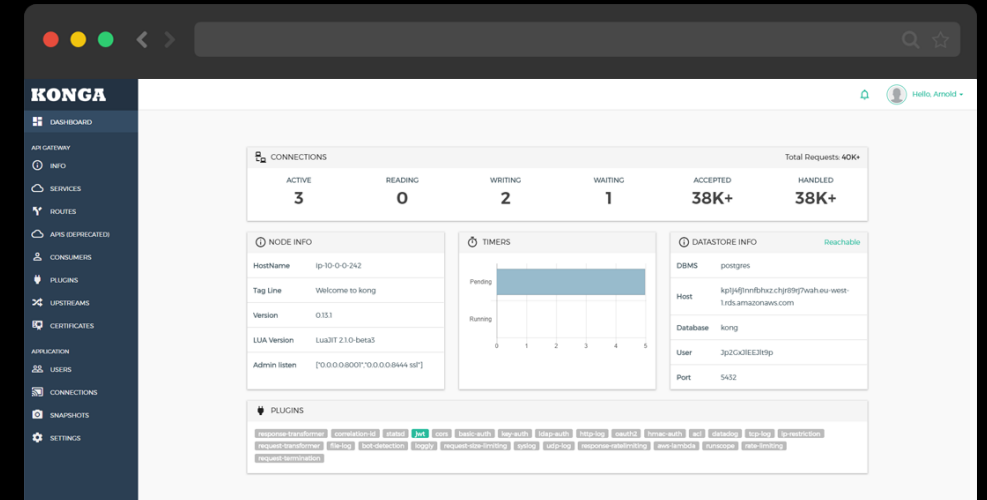 KONGA
Hello, Arnold
DASHBOARD
API GATEWAY
INFO
SERVICES
ROUTES
APIS (DEPRECATED)
CONSUMERS
PLUGINS
UPSTREAMS
CERTIFICATES
APPLICATION
USERS
CONNECTIONS
SNAPSHOTS
SETTINGS
CONNECTIONS
Total Requests: 40K+
ACTIVE READING WRITING WAITING ACCEPTED HANDLED
3 0 2 1 38K+ 38K+
NODE INFO
HostName ip-10-0-0-242
Tag Line Welcome to kong
Version 0.13.1
LUA Version LuaJIT 2.1.0-beta3
Admin listen ["0.0.0.0:8001","0.0.0.0:8444 ssl"]
TIMERS
Pending
Running
0 1 2 3 4 5
DATASTORE INFO Reachable
DBMS postgres
Host
1.rds.amazonaws.com
Database kong
User
Port 5432
PLUGINS
response-transformer correlation-id statsd jwt cors basic-auth key-auth ldap-auth http-log oauth2 hmac-auth acl datadog tcp-log ip-restriction
request-transformer file-log bot-detection loggly request-size-limiting syslog udp-log response-ratelimiting aws-lambda runscope rate-limiting
request-termination